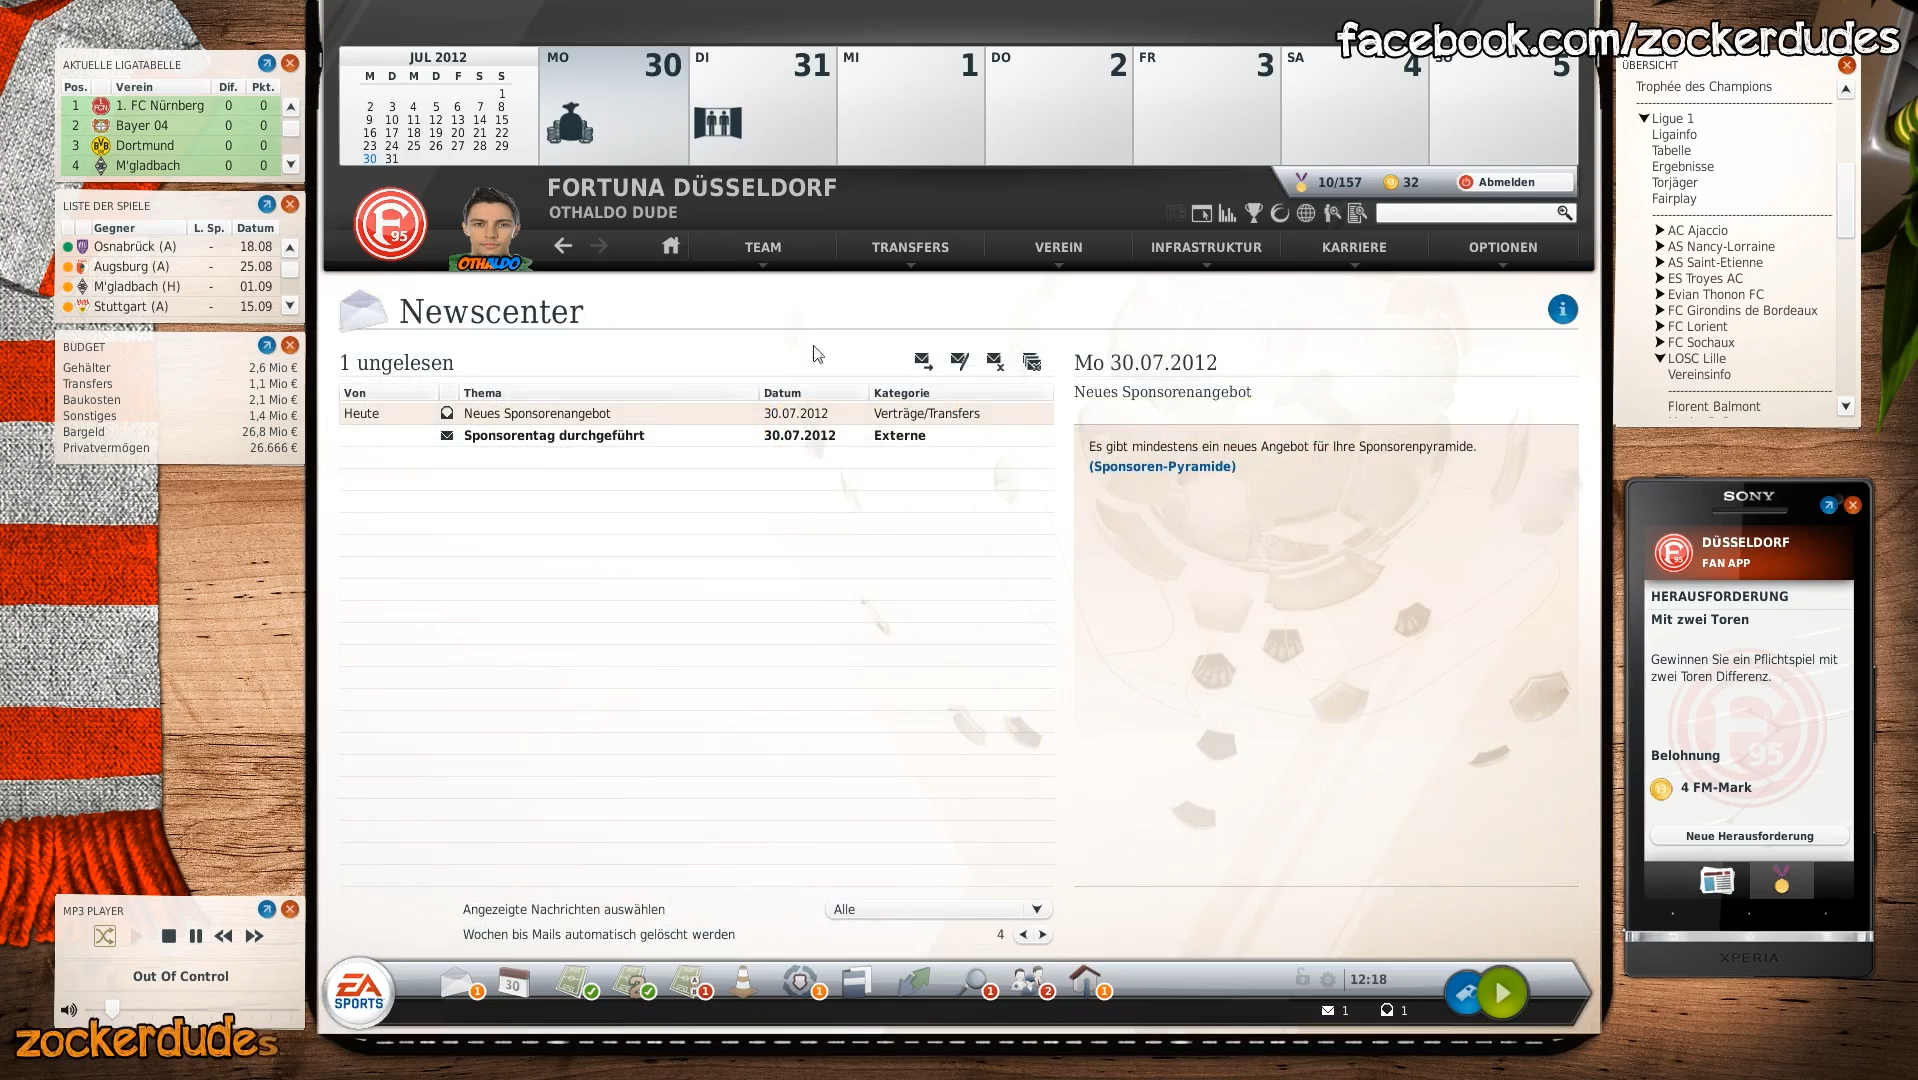 facebook.com/zockerdudes
AKTUELLE LIGATABELLE
Pos. Verein Dif. Pkt.
1 1. FC Nürnberg 0 0
2 Bayer 04 0 0
3 Dortmund 0 0
4 M'gladbach 0 0
LISTE DER SPIELE
Gegner L. Sp. Datum
Osnabrück (A) - 18.08
Augsburg (A) - 25.08
M'gladbach (H) - 01.09
Stuttgart (A) - 15.09
BUDGET
Gehälter 2,6 Mio €
Transfers 1,1 Mio €
Baukosten 2,1 Mio €
Sonstiges 1,4 Mio €
Bargeld 26,8 Mio €
Privatvermögen 26.666 €
MP3 PLAYER
Out Of Control
zockerdudes
JUL 2012
M D M D F S S
1
2 3 4 5 6 7 8
9 10 11 12 13 14 15
16 17 18 19 20 21 22
23 24 25 26 27 28 29
30 31
MO 30
DI 31
MI 1
DO 2
FR 3
SA 4
5
F95
OTHALDO
FORTUNA DÜSSELDORF
OTHALDO DUDE
10/157 32 Abmelden
TEAM TRANSFERS VEREIN INFRASTRUKTUR KARRIERE OPTIONEN
Newscenter
1 ungelesen
Von Thema Datum Kategorie
Heute Neues Sponsorenangebot 30.07.2012 Verträge/Transfers
Sponsorentag durchgeführt 30.07.2012 Externe
Angezeigte Nachrichten auswählen Alle
Wochen bis Mails automatisch gelöscht werden 4
Mo 30.07.2012
Neues Sponsorenangebot
Es gibt mindestens ein neues Angebot für Ihre Sponsorenpyramide.
(Sponsoren-Pyramide)
EA
SPORTS
1 30 1 1 1 2 1
12:18
1 1
ÜBERSICHT
Trophée des Champions
Ligue 1
Ligainfo
Tabelle
Ergebnisse
Torjäger
Fairplay
AC Ajaccio
AS Nancy-Lorraine
AS Saint-Etienne
ES Troyes AC
Evian Thonon FC
FC Girondins de Bordeaux
FC Lorient
FC Sochaux
LOSC Lille
Vereinsinfo
Florent Balmont
SONY
DÜSSELDORF
FAN APP
HERAUSFORDERUNG
Mit zwei Toren
Gewinnen Sie ein Pflichtspiel mit
zwei Toren Differenz.
Belohnung
4 FM-Mark
Neue Herausforderung
XPERIA